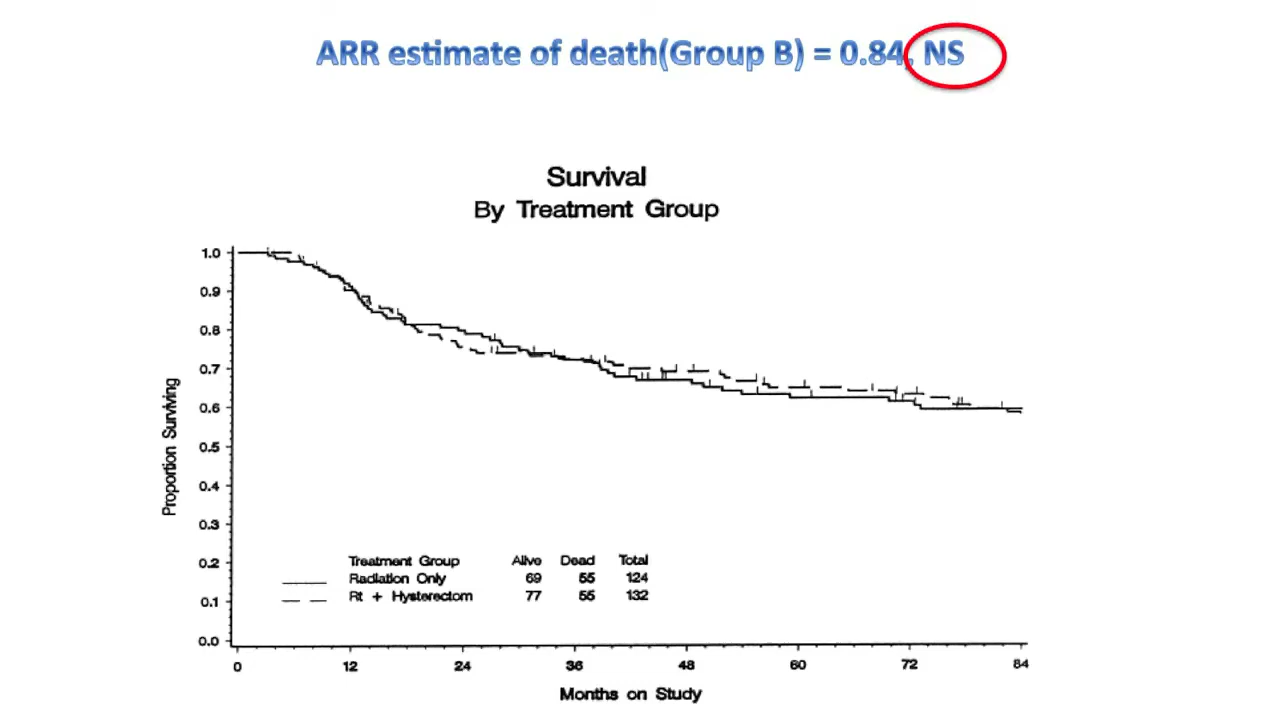 ARR estimate of death(Group B) = 0.84, NS
Survival
By Treatment Group
1.0
0.9
0.8
0.7
0.6
0.5
0.4
0.3
0.2
0.1
0.0
Proportion Surviving
Treatment Group Alive Dead Total
Radiation Only 69 55 124
Rt + Hysterectom 77 55 132
0 12 24 36 48 60 72 84
Months on Study